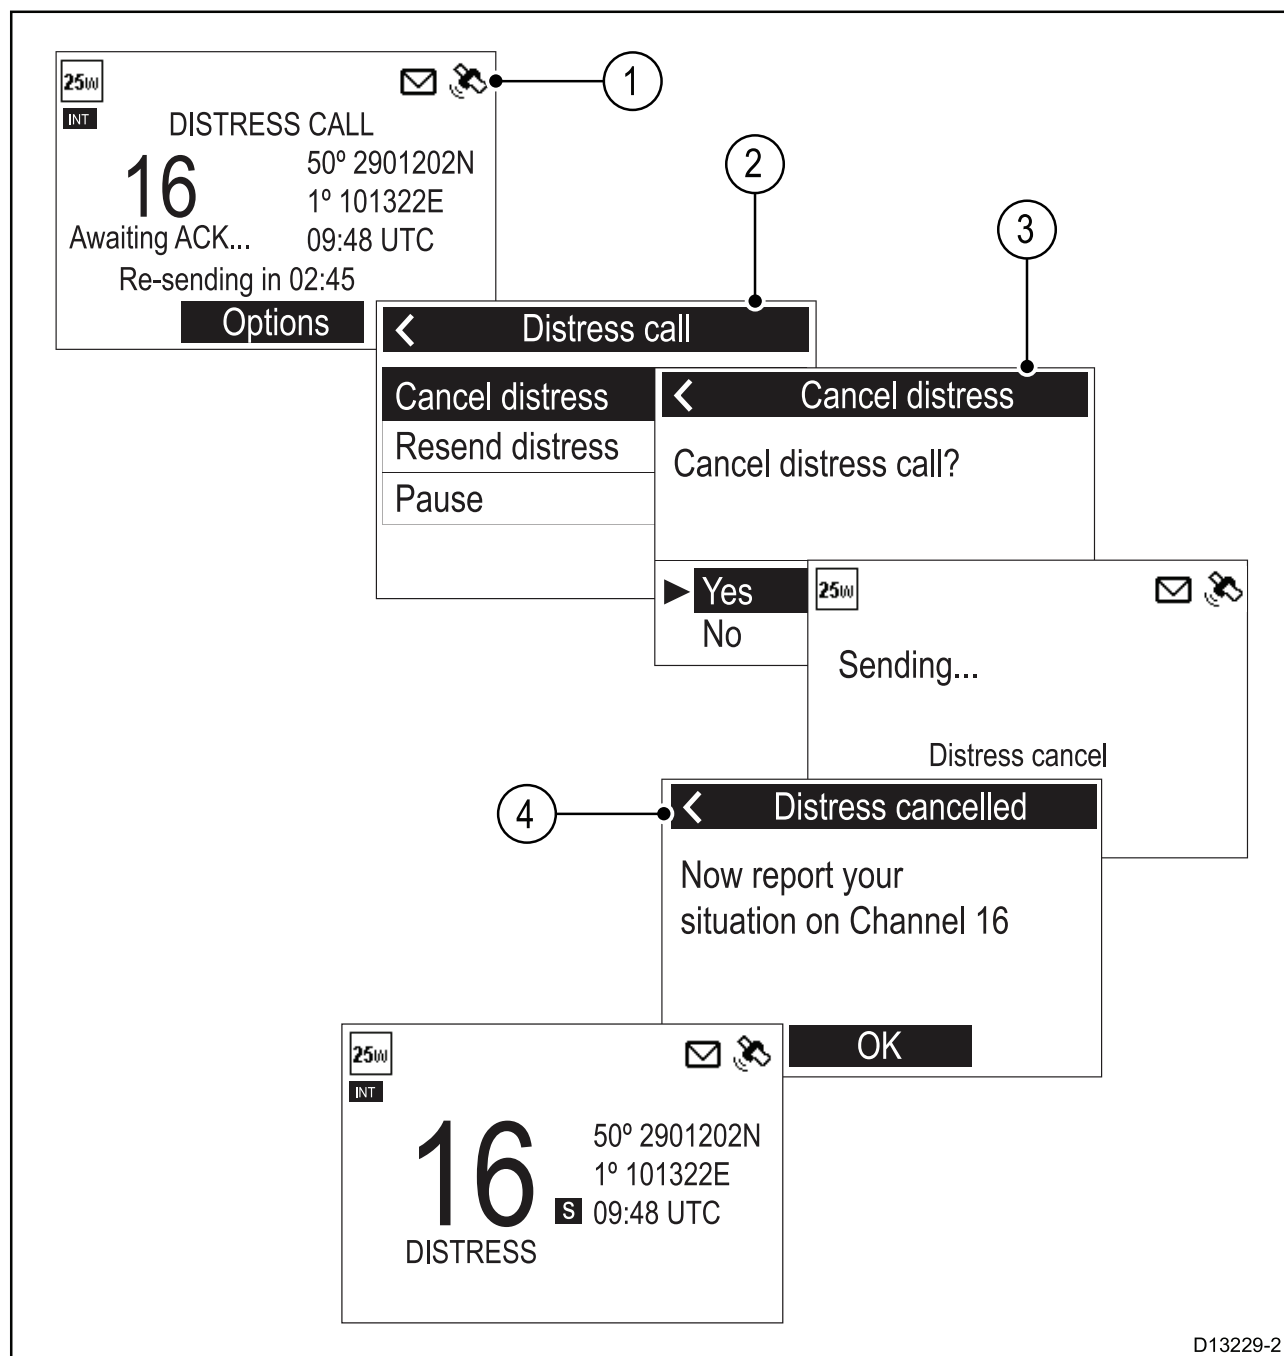 25W
1
INT
DISTRESS CALL
16
50º 2901202N
1º 101322E
Awaiting ACK...
09:48 UTC
Re-sending in 02:45
Options
2
Distress call
Cancel distress
Resend distress
Pause
3
Cancel distress
Cancel distress call?
Yes
No
25W
Sending...
Distress cancel
4
Distress cancelled
Now report your
situation on Channel 16
OK
25W
INT
16
50º 2901202N
1º 101322E
S 09:48 UTC
DISTRESS
D13229-2